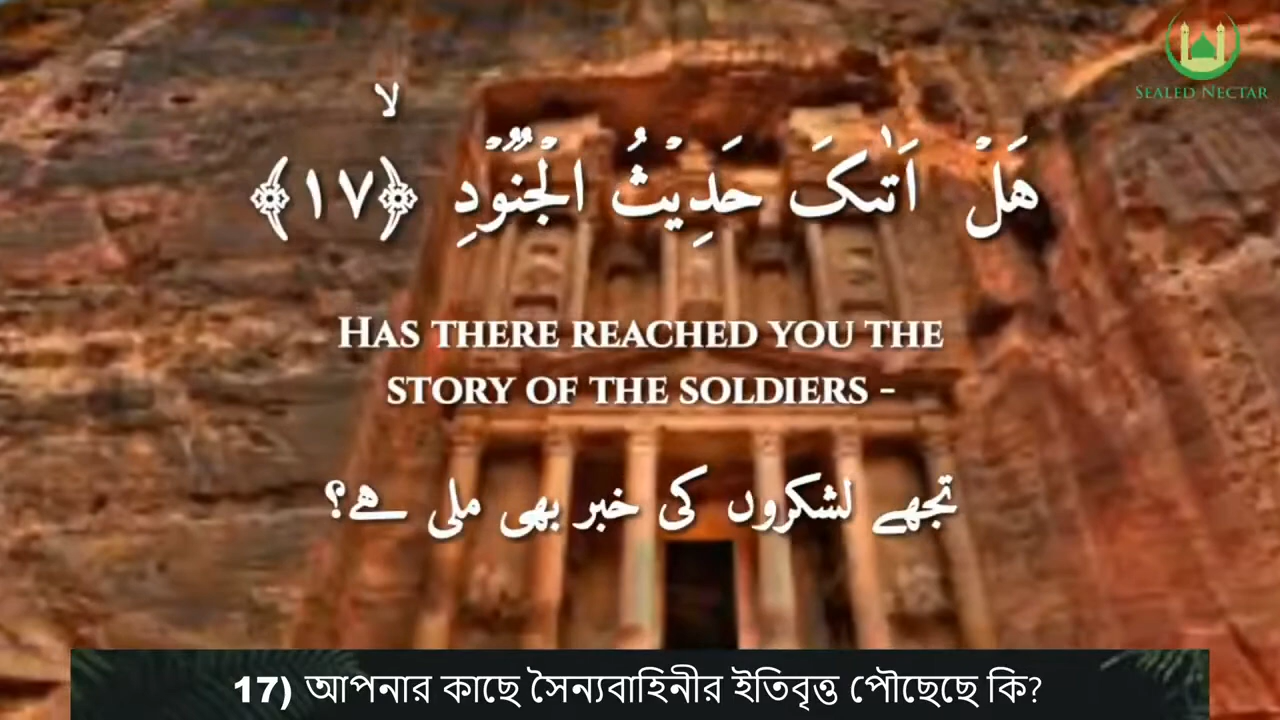 SEALED NECTAR
هَلۡ اَتٰىکَ حَدِیۡثُ الۡجُنُوۡدِ ﴿ۙ۱۷﴾
HAS THERE REACHED YOU THE
STORY OF THE SOLDIERS -
تجھے لشکروں کی خبر بھی ملی ہے؟
17) আপনার কাছে সৈন্যবাহিনীর ইতিবৃত্ত পৌছেছে কি?